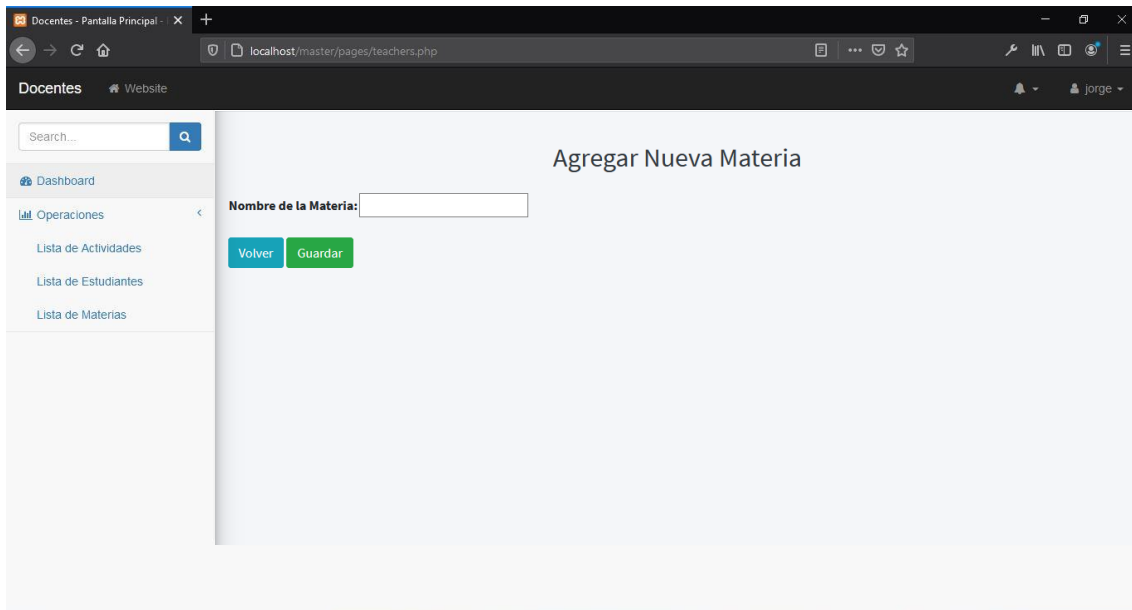 Docentes - Pantalla Principal -
localhost/master/pages/teachers.php
Docentes Website jorge
Search...
Dashboard
Operaciones
Lista de Actividades
Lista de Estudiantes
Lista de Materias
Agregar Nueva Materia
Nombre de la Materia:
Volver Guardar